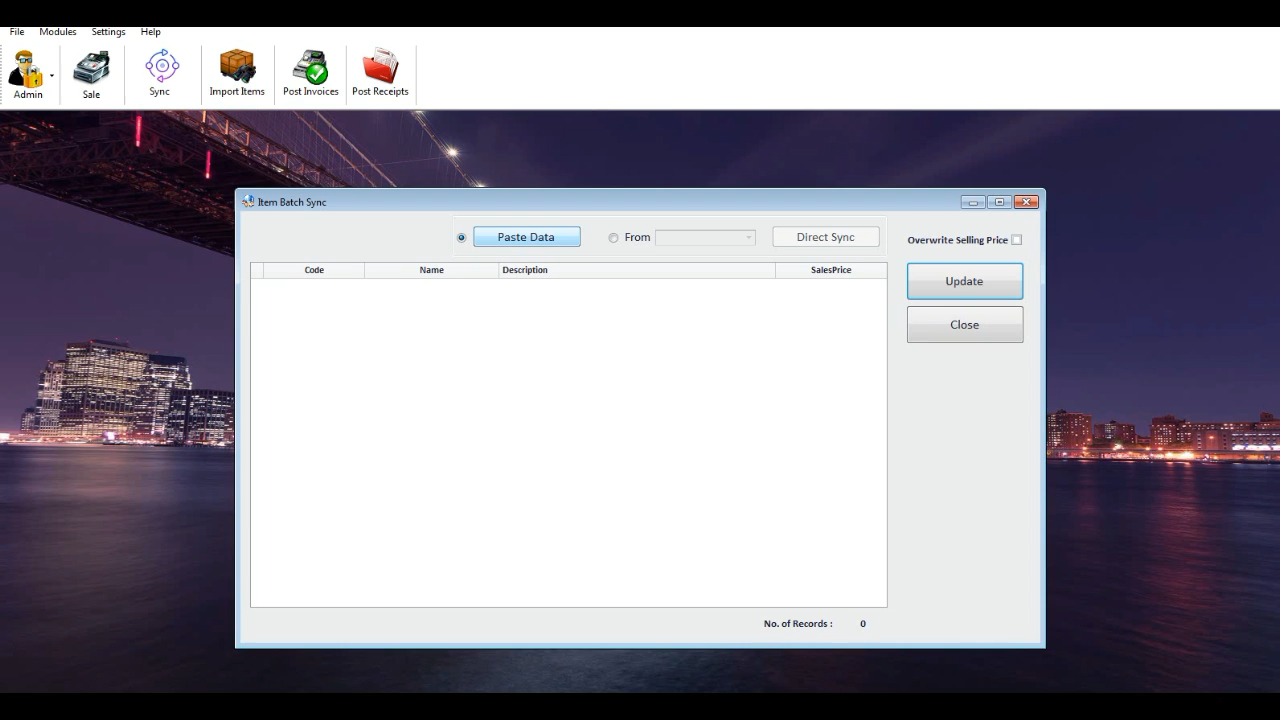 File Modules Settings Help
Admin Sale Sync Import Items Post Invoices Post Receipts
Item Batch Sync
Paste Data From Direct Sync Overwrite Selling Price
Code Name Description SalesPrice
Update
Close
No. of Records : 0